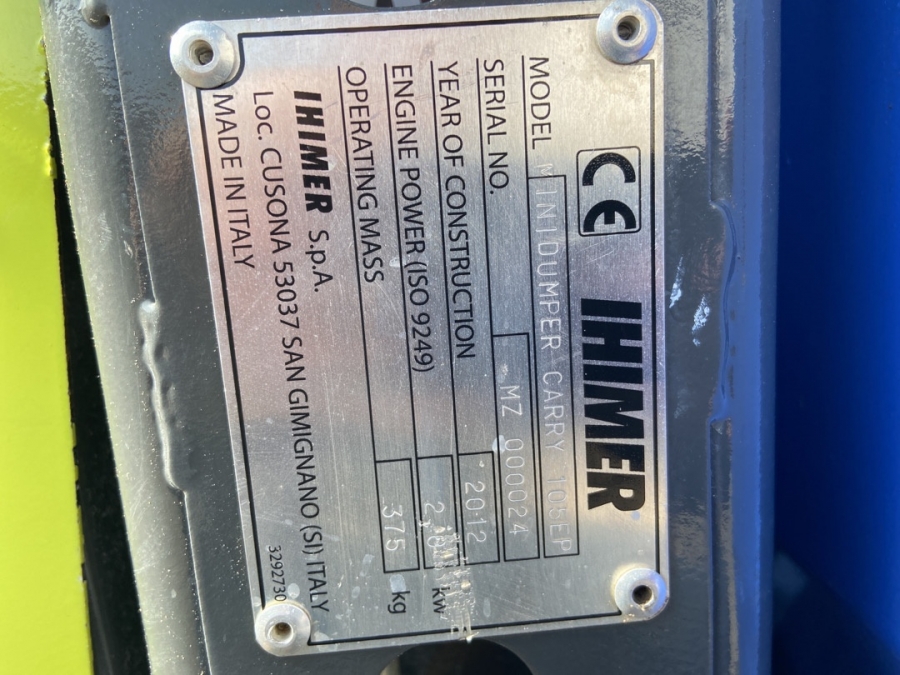 CE IHIMER
MODEL MINIDUMPER CARRY 105EP
SERIAL NO. MZ 000024
YEAR OF CONSTRUCTION 2012
ENGINE POWER (ISO 9249) kw
OPERATING MASS 375 kg
IHIMER S.p.A.
Loc. CUSONA 53037 SAN GIMIGNANO (SI) ITALY
MADE IN ITALY
3292730